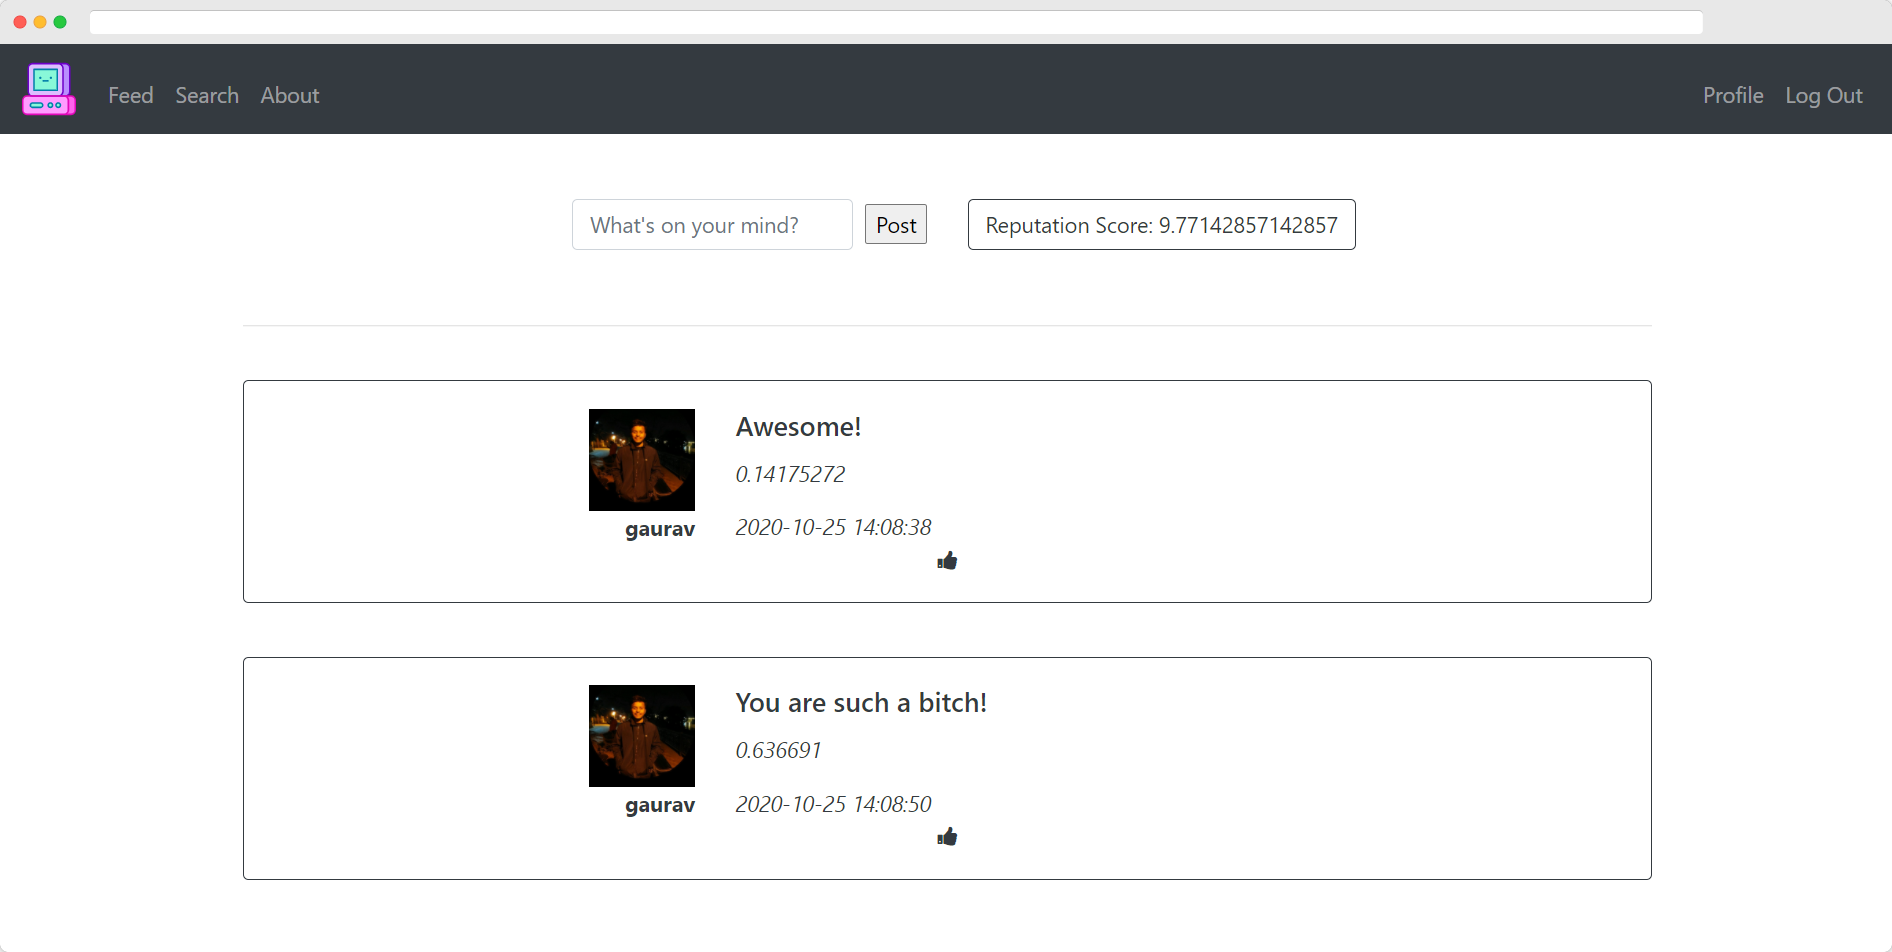 Feed Search About Profile Log Out
What's on your mind? Post Reputation Score: 9.77142857142857
Awesome!
0.14175272
gaurav 2020-10-25 14:08:38
You are such a bitch!
0.636691
gaurav 2020-10-25 14:08:50